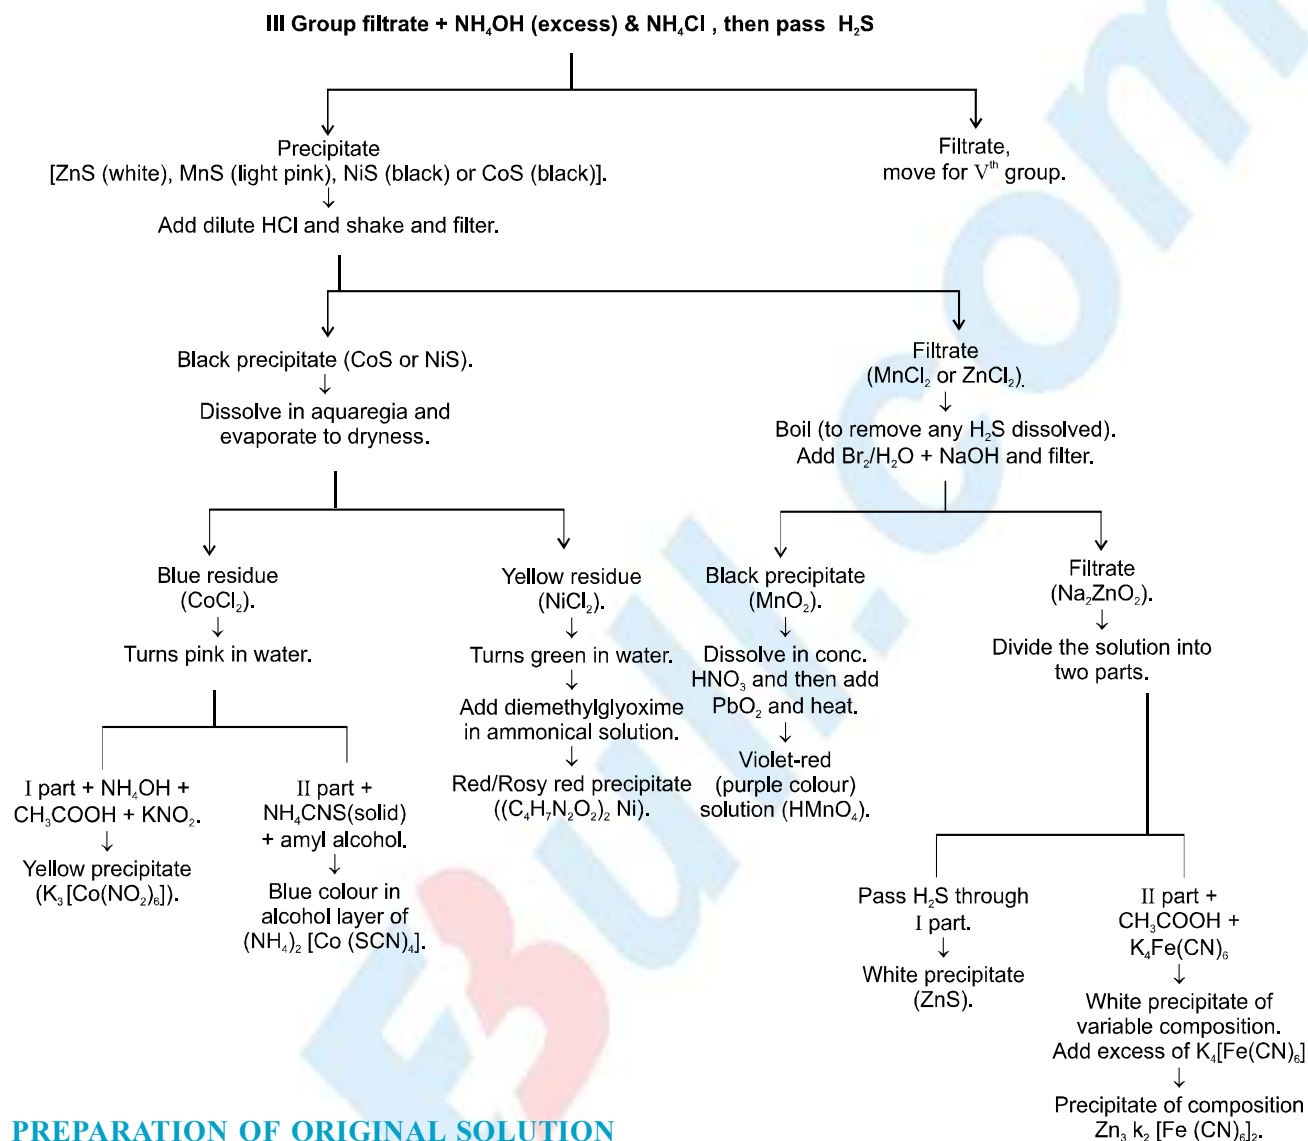 III Group filtrate + NH₄OH (excess) & NH₄Cl , then pass H₂S
Precipitate
[ZnS (white), MnS (light pink), NiS (black) or CoS (black)].
↓
Add dilute HCl and shake and filter.
Filtrate,
move for Vᵗʰ group.
Black precipitate (CoS or NiS).
↓
Dissolve in aquaregia and
evaporate to dryness.
Filtrate
(MnCl₂ or ZnCl₂).
↓
Boil (to remove any H₂S dissolved).
Add Br₂/H₂O + NaOH and filter.
Blue residue
(CoCl₂).
↓
Turns pink in water.
Yellow residue
(NiCl₂).
↓
Turns green in water.
↓
Add diemethylglyoxime
in ammonical solution.
↓
Red/Rosy red precipitate
((C₄H₇N₂O₂)₂ Ni).
Black precipitate
(MnO₂).
↓
Dissolve in conc.
HNO₃ and then add
PbO₂ and heat.
↓
Violet-red
(purple colour)
solution (HMnO₄).
Filtrate
(Na₂ZnO₂).
↓
Divide the solution into
two parts.
I part + NH₄OH +
CH₃COOH + KNO₂.
↓
Yellow precipitate
(K₃[Co(NO₂)₆]).
II part +
NH₄CNS(solid)
+ amyl alcohol.
↓
Blue colour in
alcohol layer of
(NH₄)₂ [Co (SCN)₄].
Pass H₂S through
I part.
↓
White precipitate
(ZnS).
II part +
CH₃COOH +
K₄Fe(CN)₆
↓
White precipitate of
variable composition.
Add excess of K₄[Fe(CN)₆]
↓
Precipitate of composition
Zn₃ k₂ [Fe (CN)₆]₂.
PREPARATION OF ORIGINAL SOLUTION